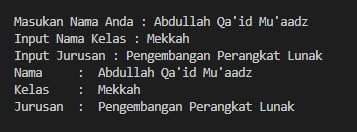 Masukan Nama Anda : Abdullah Qa'id Mu'aadz
Input Nama Kelas : Mekkah
Input Jurusan : Pengembangan Perangkat Lunak
Nama     :  Abdullah Qa'id Mu'aadz
Kelas    :  Mekkah
Jurusan  :  Pengembangan Perangkat Lunak